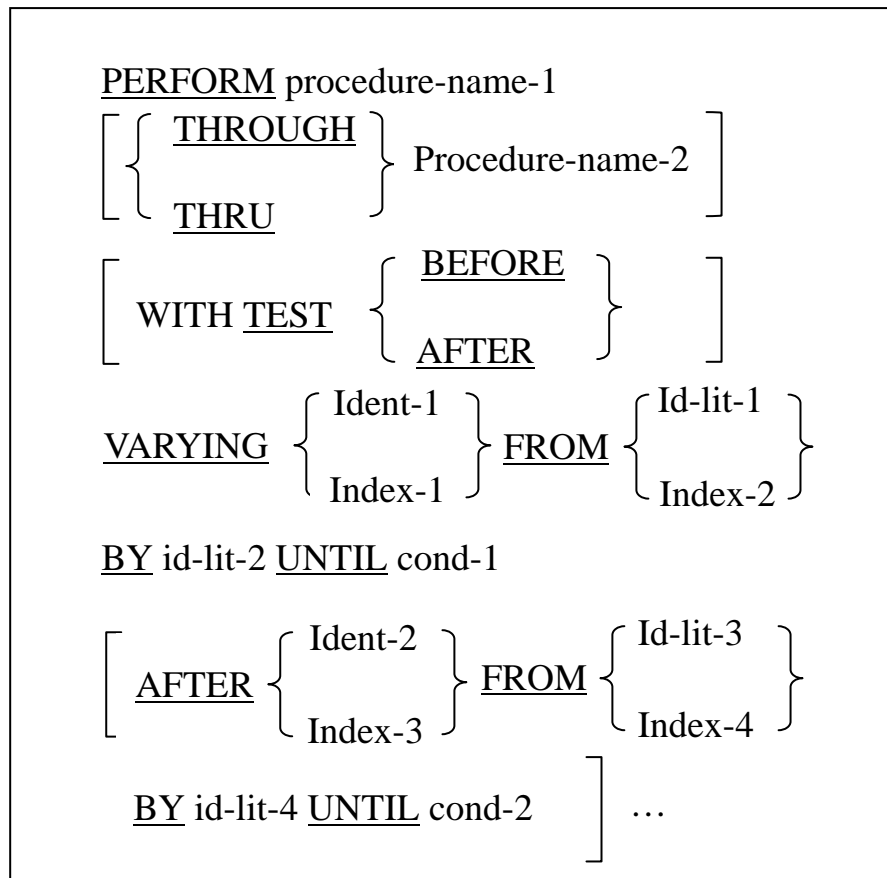 PERFORM procedure-name-1
THROUGH
Procedure-name-2
THRU
BEFORE
WITH TEST
AFTER
Ident-1 Id-lit-1
VARYING FROM
Index-1 Index-2
BY id-lit-2 UNTIL cond-1
Ident-2 Id-lit-3
AFTER FROM
Index-3 Index-4
BY id-lit-4 UNTIL cond-2 …